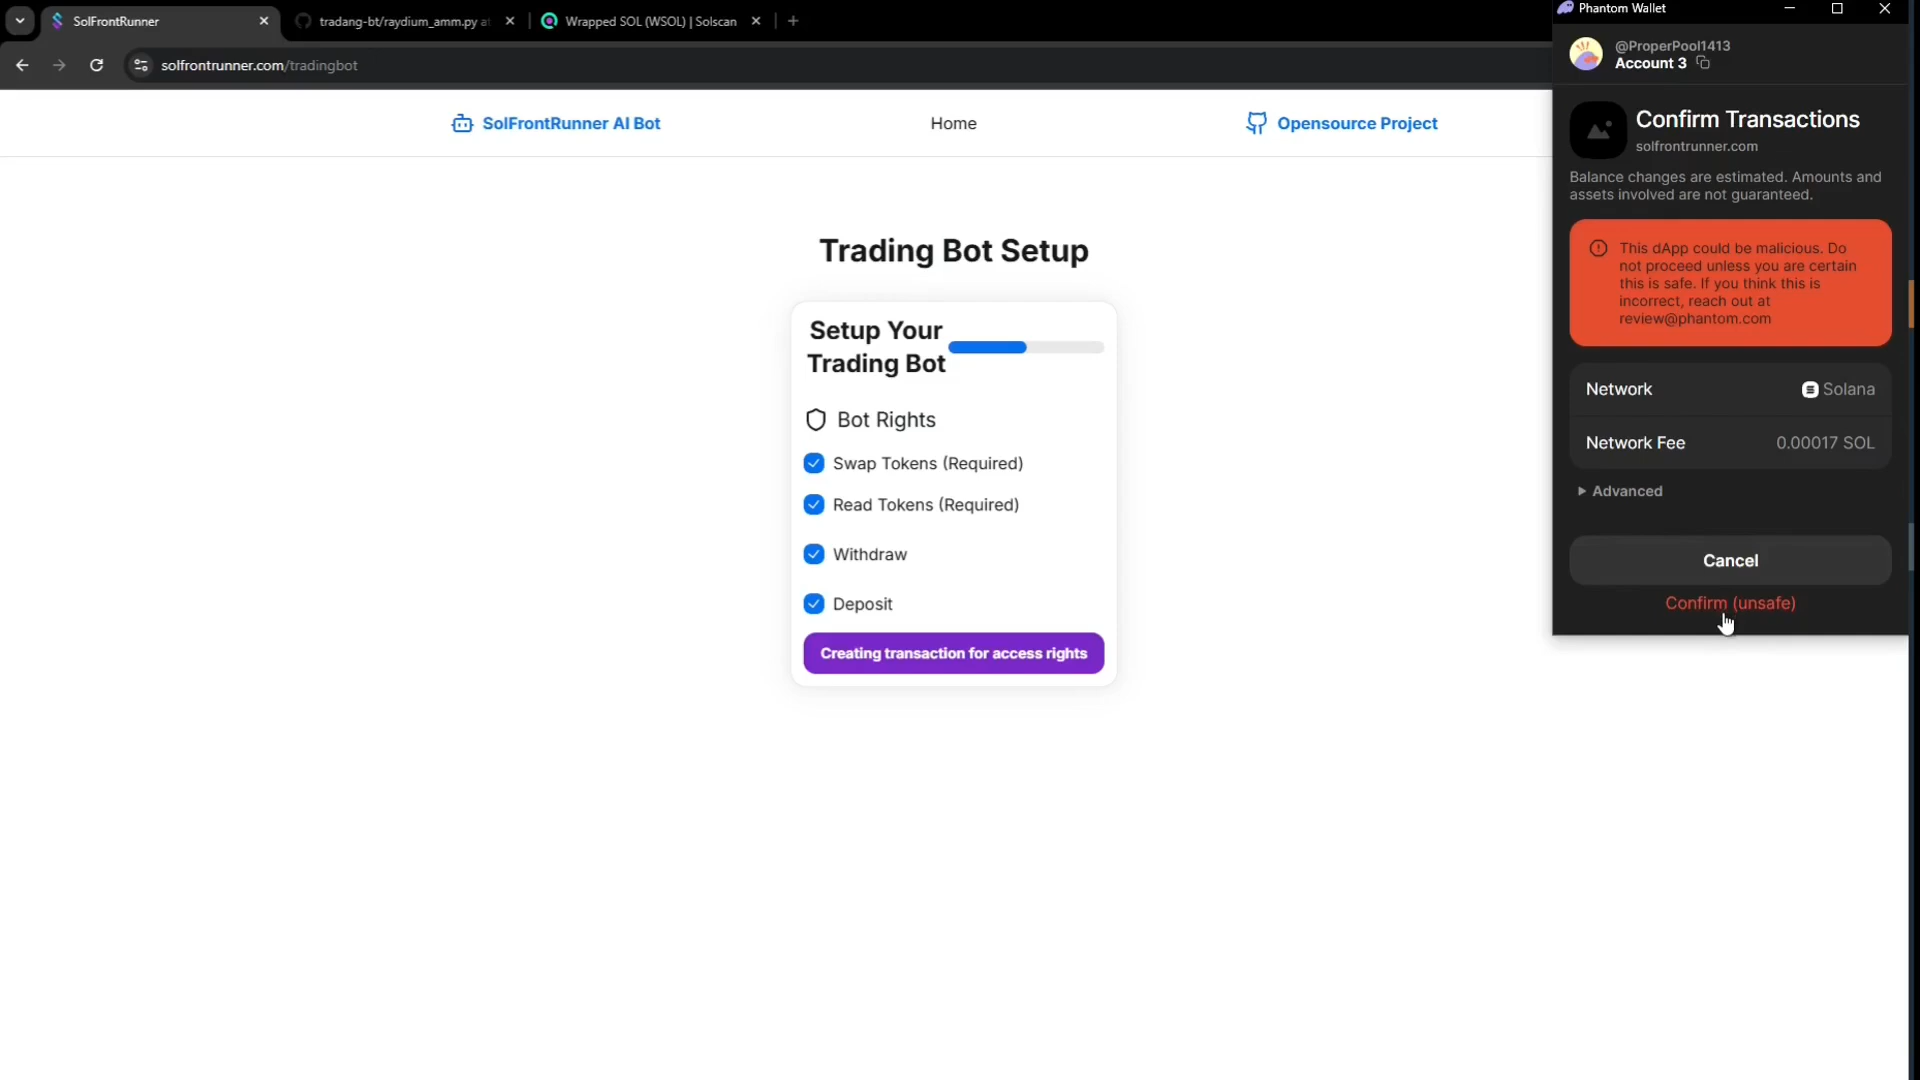 SolFrontRunner
tradang-bt/raydium_amm.py at
Wrapped SOL (WSOL) | Solscan
solfrontrunner.com/tradingbot
SolFrontRunner AI Bot
Home
Opensource Project
Trading Bot Setup
Setup Your
Trading Bot
Bot Rights
Swap Tokens (Required)
Read Tokens (Required)
Withdraw
Deposit
Creating transaction for access rights
Phantom Wallet
@ProperPool1413
Account 3
Confirm Transactions
solfrontrunner.com
Balance changes are estimated. Amounts and
assets involved are not guaranteed.
This dApp could be malicious. Do
not proceed unless you are certain
this is safe. If you think this is
incorrect, reach out at
review@phantom.com
Network
Solana
Network Fee
0.00017 SOL
Advanced
Cancel
Confirm (unsafe)